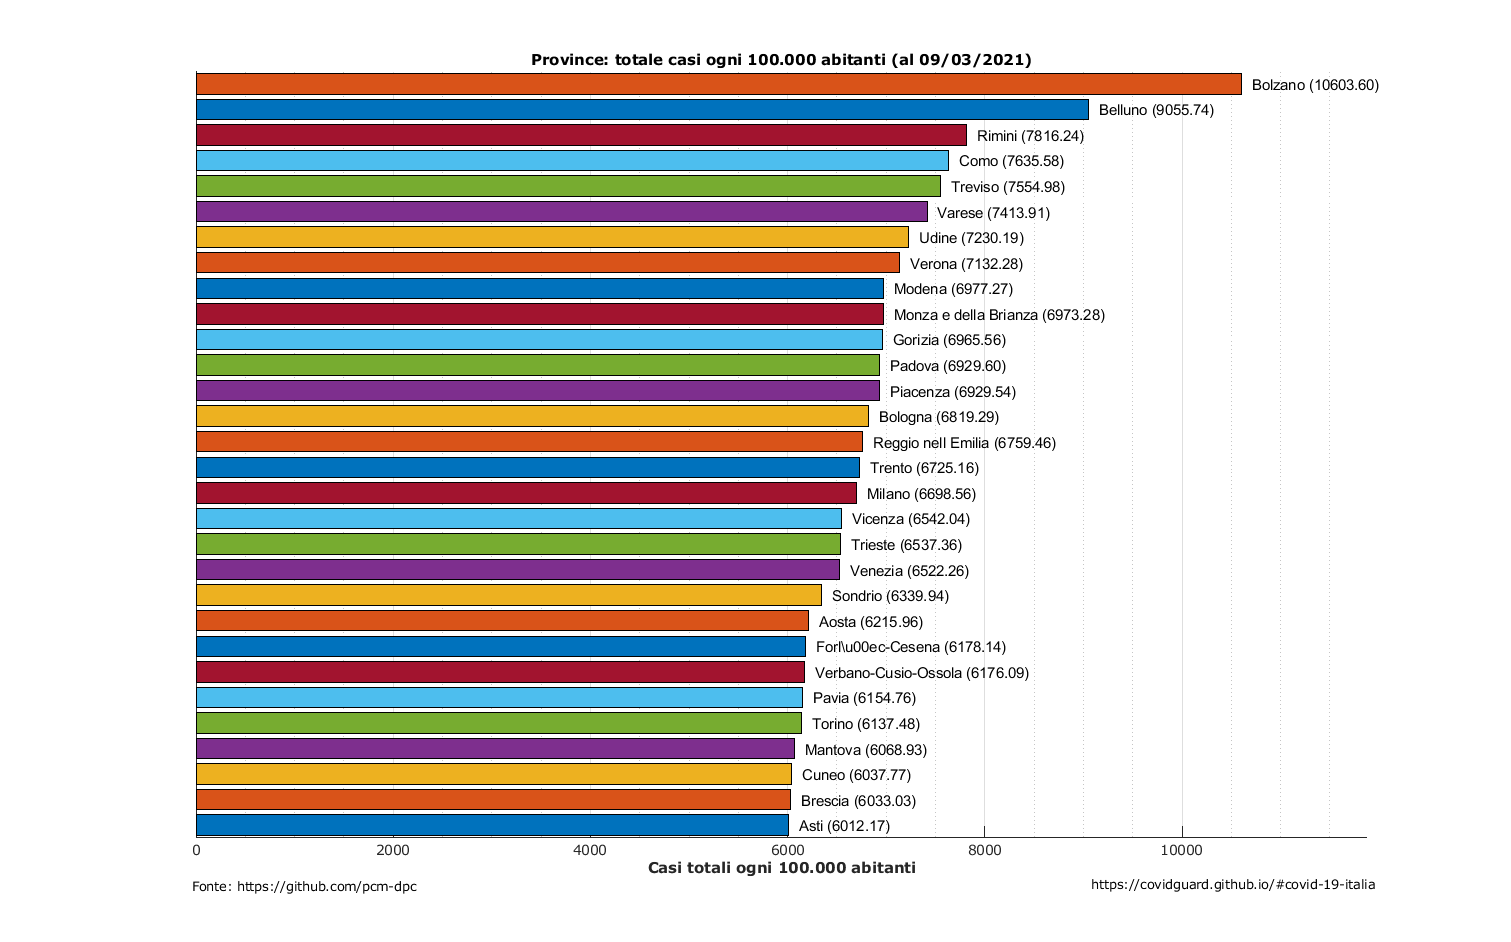 Province: totale casi ogni 100.000 abitanti (al 09/03/2021)
Bolzano (10603.60)
Belluno (9055.74)
Rimini (7816.24)
Como (7635.58)
Treviso (7554.98)
Varese (7413.91)
Udine (7230.19)
Verona (7132.28)
Modena (6977.27)
Monza e della Brianza (6973.28)
Gorizia (6965.56)
Padova (6929.60)
Piacenza (6929.54)
Bologna (6819.29)
Reggio nell Emilia (6759.46)
Trento (6725.16)
Milano (6698.56)
Vicenza (6542.04)
Trieste (6537.36)
Venezia (6522.26)
Sondrio (6339.94)
Aosta (6215.96)
Forl\u00ec-Cesena (6178.14)
Verbano-Cusio-Ossola (6176.09)
Pavia (6154.76)
Torino (6137.48)
Mantova (6068.93)
Cuneo (6037.77)
Brescia (6033.03)
Asti (6012.17)
0 2000 4000 6000 8000 10000
Casi totali ogni 100.000 abitanti
Fonte: https://github.com/pcm-dpc
https://covidguard.github.io/#covid-19-italia